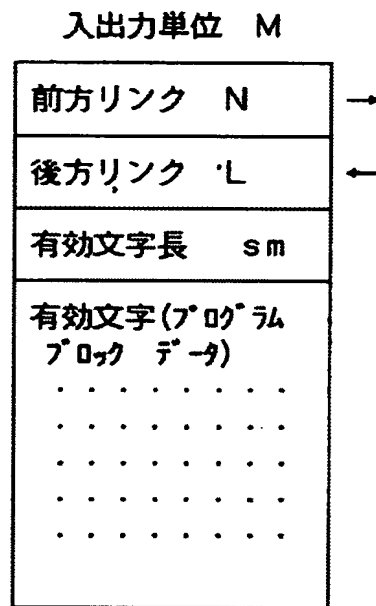 入出力単位 M
前方リンク N
後方リンク L
有効文字長 sm
有効文字(プログラム
ブロック データ)